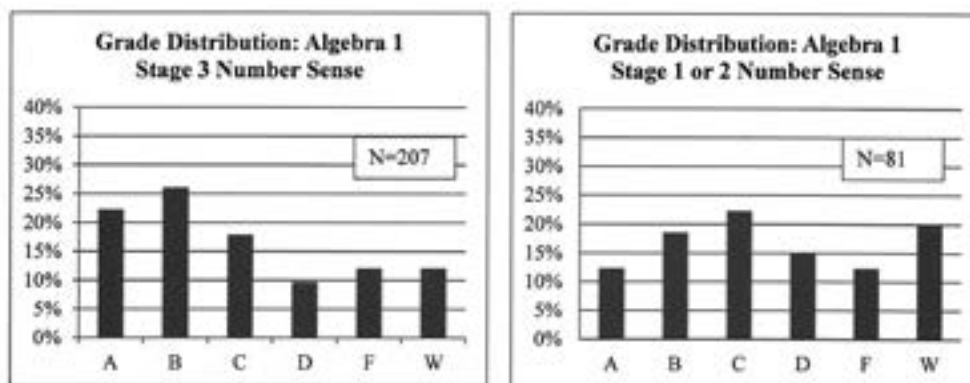 Grade Distribution: Algebra 1
Stage 3 Number Sense
40%
35%
30%
25%
20%
15%
10%
5%
0%
N=207
A B C D F W
Grade Distribution: Algebra 1
Stage 1 or 2 Number Sense
40%
35%
30%
25%
20%
15%
10%
5%
0%
N=81
A B C D F W